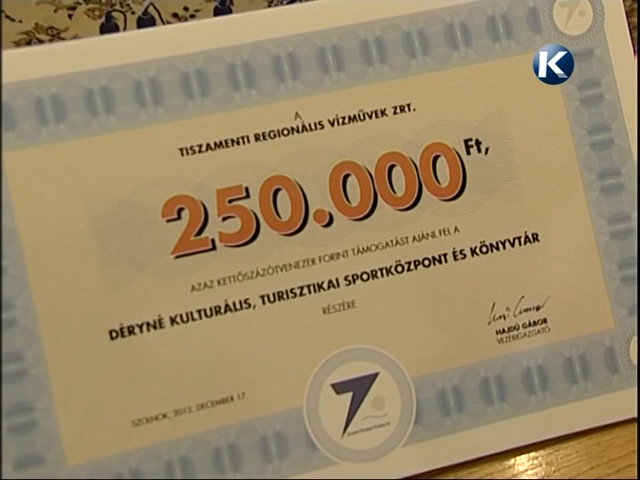 K
A
TISZAMENTI REGIONÁLIS VÍZMŰVEK ZRT.
250.000 Ft,
AZAZ KETTŐSZÁZÖTVENEZER FORINT TÁMOGATÁST AJÁNL FEL A
DÉRYNÉ KULTURÁLIS, TURISZTIKAI SPORTKÖZPONT ÉS KÖNYVTÁR
RÉSZÉRE
HAJDÚ GÁBOR
VEZÉRIGAZGATÓ
SZOLNOK, 2012. DECEMBER 17.